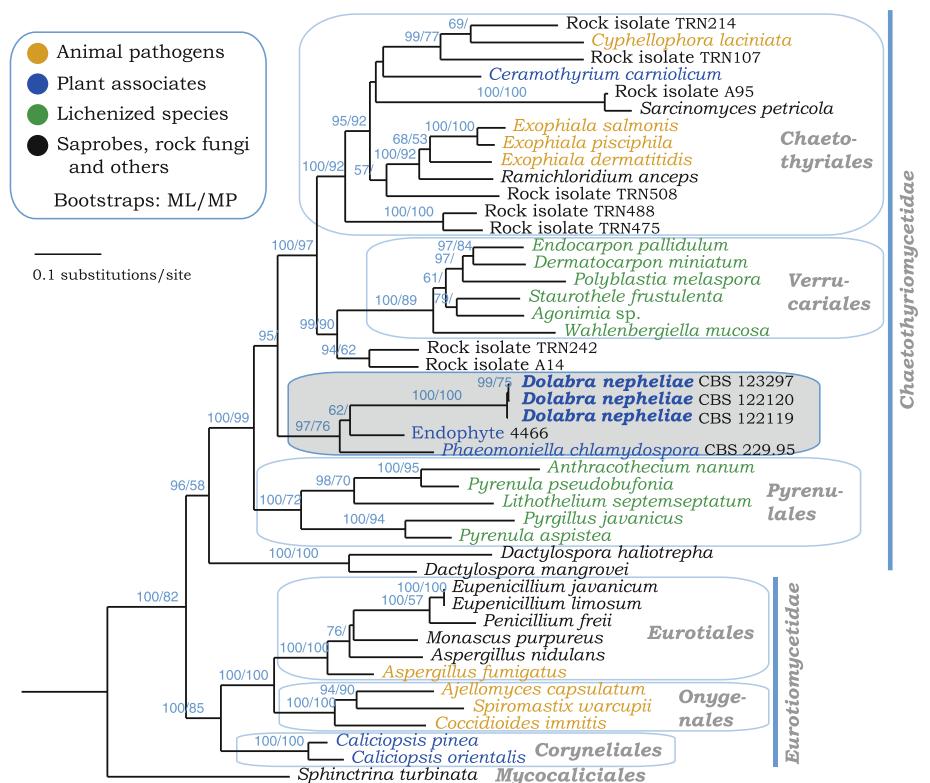 Animal pathogens
Plant associates
Lichenized species
Saprobes, rock fungi
and others
Bootstraps: ML/MP
0.1 substitutions/site
69/
Rock isolate TRN214
99/77
Cyphellophora laciniata
Rock isolate TRN107
Ceramothyrium carniolicum
100/100
Rock isolate A95
Sarcinomyces petricola
95/92
100/100
Exophiala salmonis
68/53
Exophiala pisciphila
100/92
Exophiala dermatitidis
57/
Ramichloridium anceps
100/92
Rock isolate TRN508
100/100
Rock isolate TRN488
Rock isolate TRN475
Chaeto-
thyriales
100/97
97/84
Endocarpon pallidulum
97/
Dermatocarpon miniatum
61/
Polyblastia melaspora
79/
Staurothele frustulenta
100/89
Agonimia sp.
Wahlenbergiella mucosa
Verru-
cariales
99/90
94/62
Rock isolate TRN242
Rock isolate A14
95/
99/75
Dolabra nepheliae CBS 123297
100/100
Dolabra nepheliae CBS 122120
Dolabra nepheliae CBS 122119
62/
97/76
Endophyte 4466
Phaeomoniella chlamydospora CBS 229.95
100/99
100/95
Anthracothecium nanum
98/70
Pyrenula pseudobufonia
100/72
Lithothelium septemseptatum
100/94
Pyrgillus javanicus
Pyrenula aspistea
Pyrenu-
lales
96/58
100/100
Dactylospora haliotrepha
Dactylospora mangrovei
Chaetothyriomycetidae
100/82
100/100
Eupenicillium javanicum
100/57
Eupenicillium limosum
Penicillium freii
76/
Monascus purpureus
100/100
Aspergillus nidulans
Aspergillus fumigatus
Eurotiales
100/100
94/90
Ajellomyces capsulatum
100/100
Spiromastix warcupii
Coccidioides immitis
Onyge-
nales
100/85
100/100
Caliciopsis pinea
Caliciopsis orientalis
Coryneliales
Eurotiomycetidae
Sphinctrina turbinata
Mycocaliciales